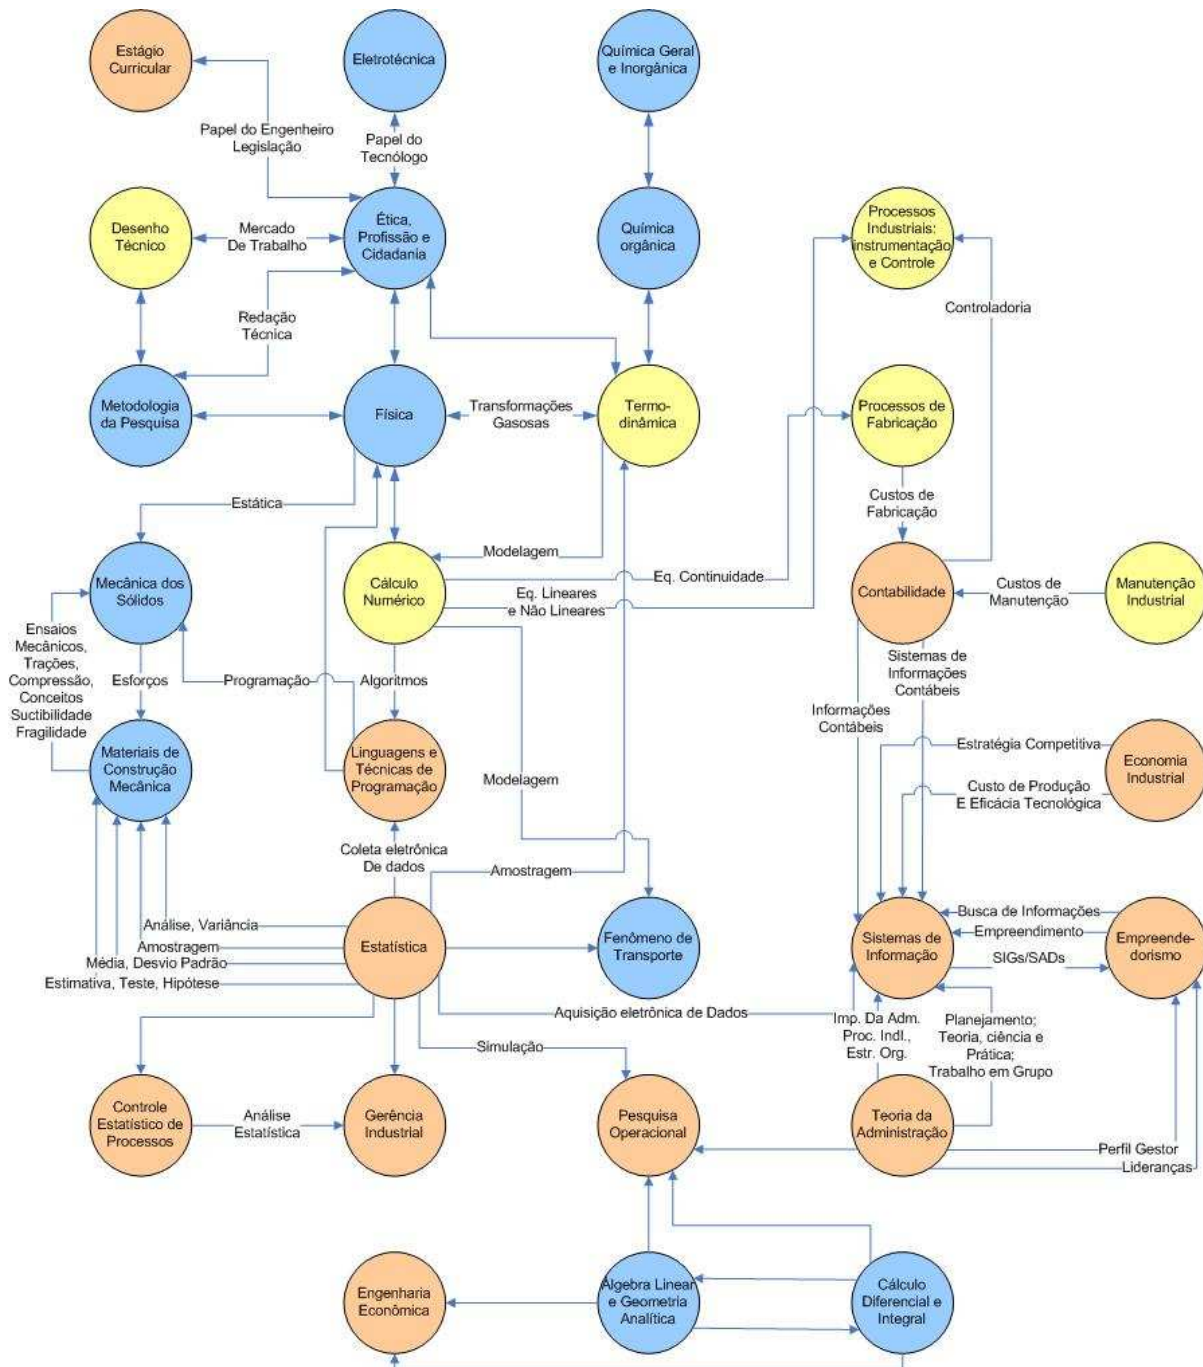 Estágio
Curricular
Eletrotécnica
Química Geral
e Inorgânica
Papel do Engenheiro
Legislação
Papel do
Tecnólogo
Desenho
Técnico
Mercado
De Trabalho
Ética,
Profissão e
Cidadania
Química
orgânica
Processos
Industriais:
instrumentação
e Controle
Redação
Técnica
Controladoria
Metodologia
da Pesquisa
Física
Transformações
Gasosas
Termo-
dinâmica
Processos de
Fabricação
Estática
Custos de
Fabricação
Modelagem
Mecânica dos
Sólidos
Cálculo
Numérico
Eq. Continuidade
Eq. Lineares
e Não Lineares
Contabilidade
Custos de
Manutenção
Manutenção
Industrial
Ensaios
Mecânicos,
Trações,
Compressão,
Conceitos
Suctibilidade
Fragilidade
Esforços
Programação
Algoritmos
Sistemas de
Informações
Contábeis
Informações
Contábeis
Materiais de
Construção
Mecânica
Linguagens e
Técnicas de
Programação
Modelagem
Estratégia Competitiva
Economia
Industrial
Custo de Produção
E Eficácia Tecnológica
Coleta eletrônica
De dados
Amostragem
Análise, Variância
Amostragem
Média, Desvio Padrão
Estimativa, Teste, Hipótese
Estatística
Fenômeno de
Transporte
Sistemas de
Informação
Busca de Informações
Empreendimento
SIGs/SADs
Empreende-
dorismo
Aquisição eletrônica de Dados
Imp. Da Adm.
Proc. Indl.,
Estr. Org.
Planejamento;
Teoria, ciência e
Prática;
Trabalho em Grupo
Simulação
Controle
Estatístico de
Processos
Análise
Estatística
Gerência
Industrial
Pesquisa
Operacional
Teoria da
Administração
Perfil Gestor
Lideranças
Engenharia
Econômica
Álgebra Linear
e Geometria
Analítica
Cálculo
Diferencial e
Integral